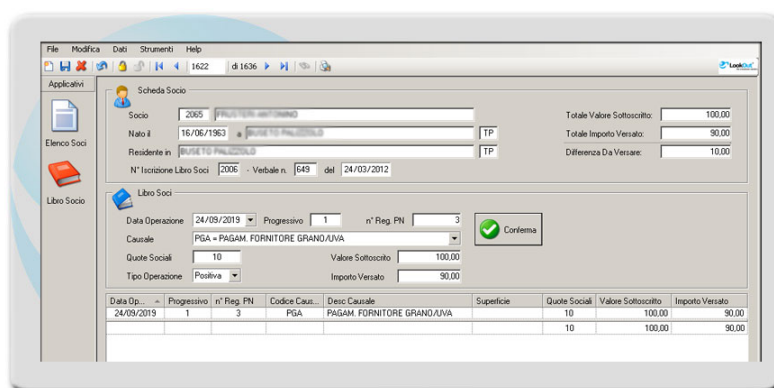 File Modifica Dati Strumenti Help
1622 di 1636 LookOut
Applicativi
Elenco Soci
Libro Socio
Scheda Socio
Socio 2065 Totale Valore Sottoscritto: 100,00
Nato il 16/06/1963 a TP Totale Importo Versato: 90,00
Residente in TP Differenza Da Versare: 10,00
N° Iscrizione Libro Soci 2006 - Verbale n. 649 del 24/03/2012
Libro Soci
Data Operazione 24/09/2019 Progressivo 1 n° Reg. PN 3 Conferma
Causale PGA = PAGAM. FORNITORE GRANO/UVA
Quote Sociali 10 Valore Sottoscrito 100,00
Tipo Operazione Positiva Importo Versato 90,00
Data Op... Progressivo n° Reg. PN Codice Caus... Desc Causale Superficie Quote Sociali Valore Sottoscritto Importo Versato
24/09/2019 1 3 PGA PAGAM. FORNITORE GRANO/UVA 10 100,00 90,00
10 100,00 90,00